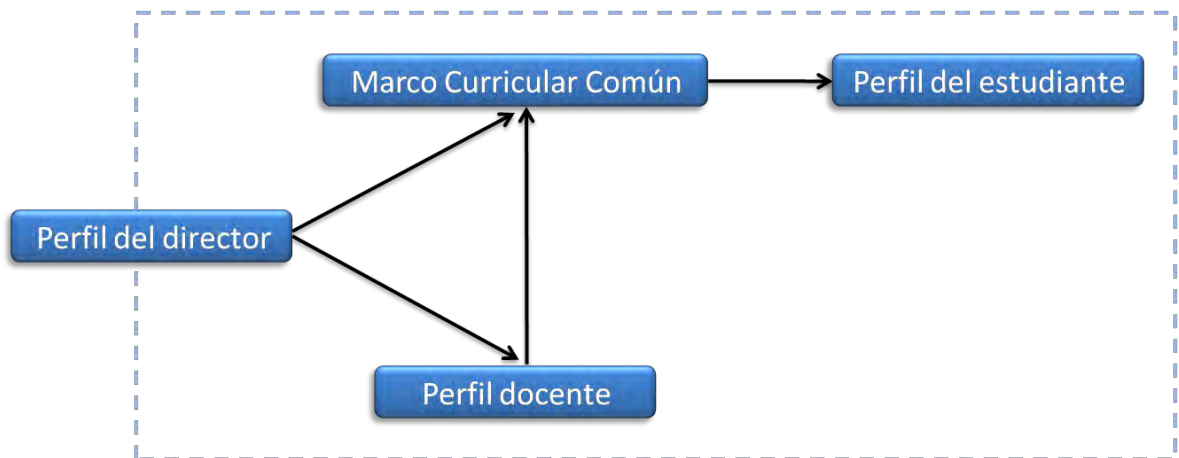 Marco Curricular Común
Perfil del estudiante
Perfil del director
Perfil docente